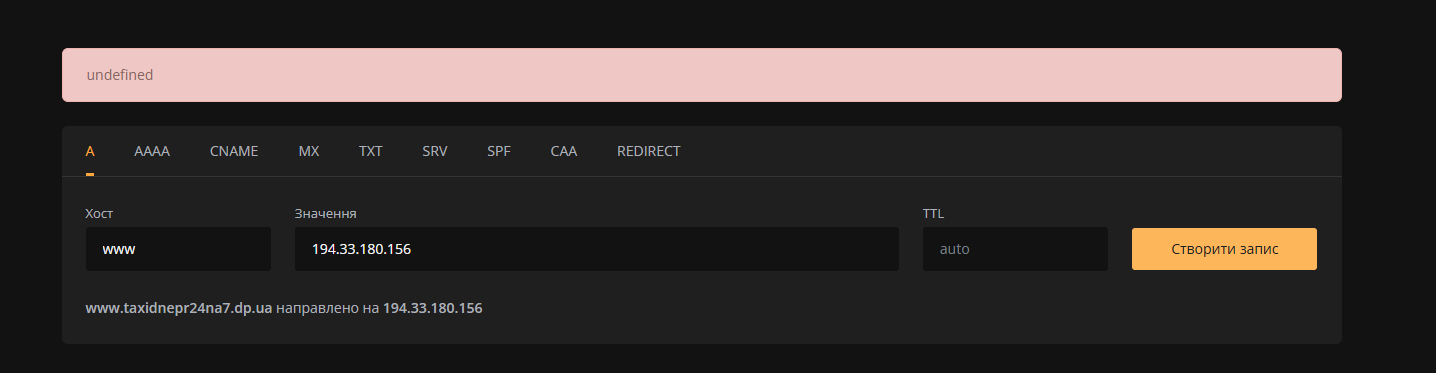 undefined
A AAAA CNAME MX TXT SRV SPF CAA REDIRECT
Хост Значення TTL
www 194.33.180.156 auto Створити запис
www.taxidnepr24na7.dp.ua направлено на 194.33.180.156